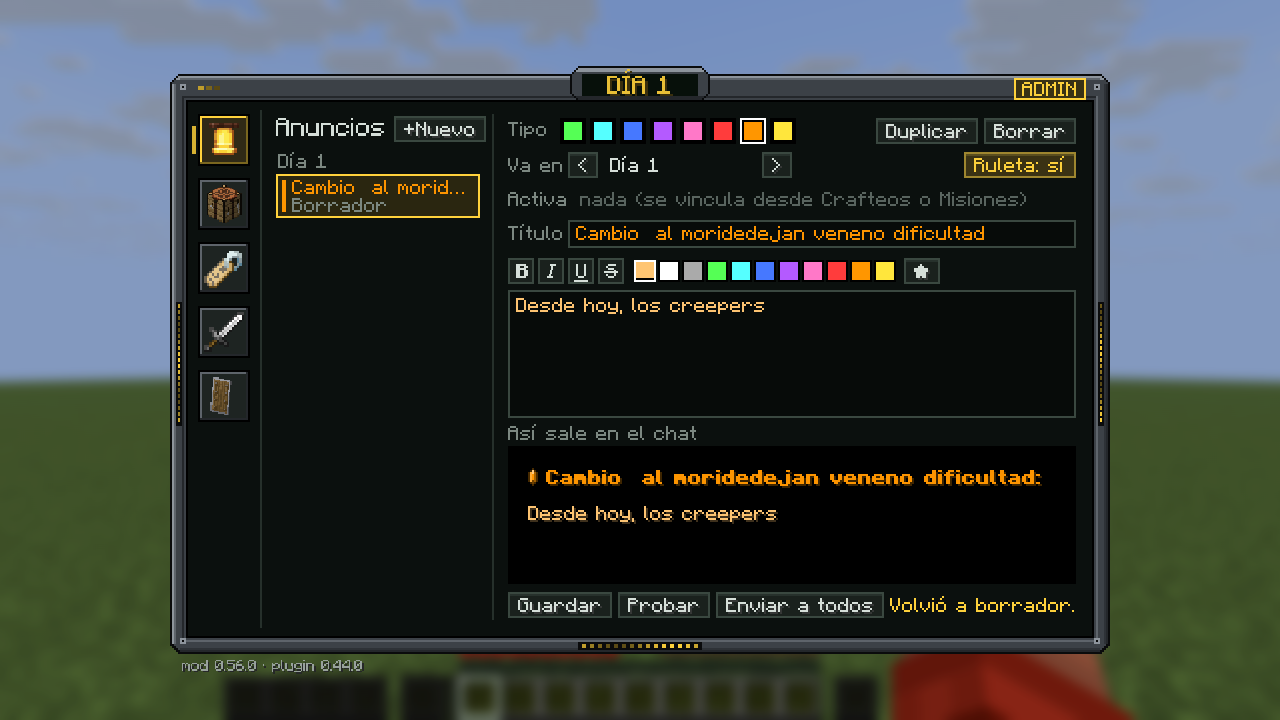 DÍA 1
ADMIN
Anuncios
+Nuevo
Día 1
Cambio  al morid...
Borrador
Tipo
Duplicar
Borrar
Va en
<
Día 1
>
Ruleta: sí
Activa nada (se vincula desde Crafteos o Misiones)
Título
Cambio  al moridedejan veneno dificultad
B I U S
Desde hoy, los creepers
Así sale en el chat
Cambio  al moridedejan veneno dificultad:
Desde hoy, los creepers
Guardar
Probar
Enviar a todos
Volvió a borrador.
mod 0.56.0 · plugin 0.44.0